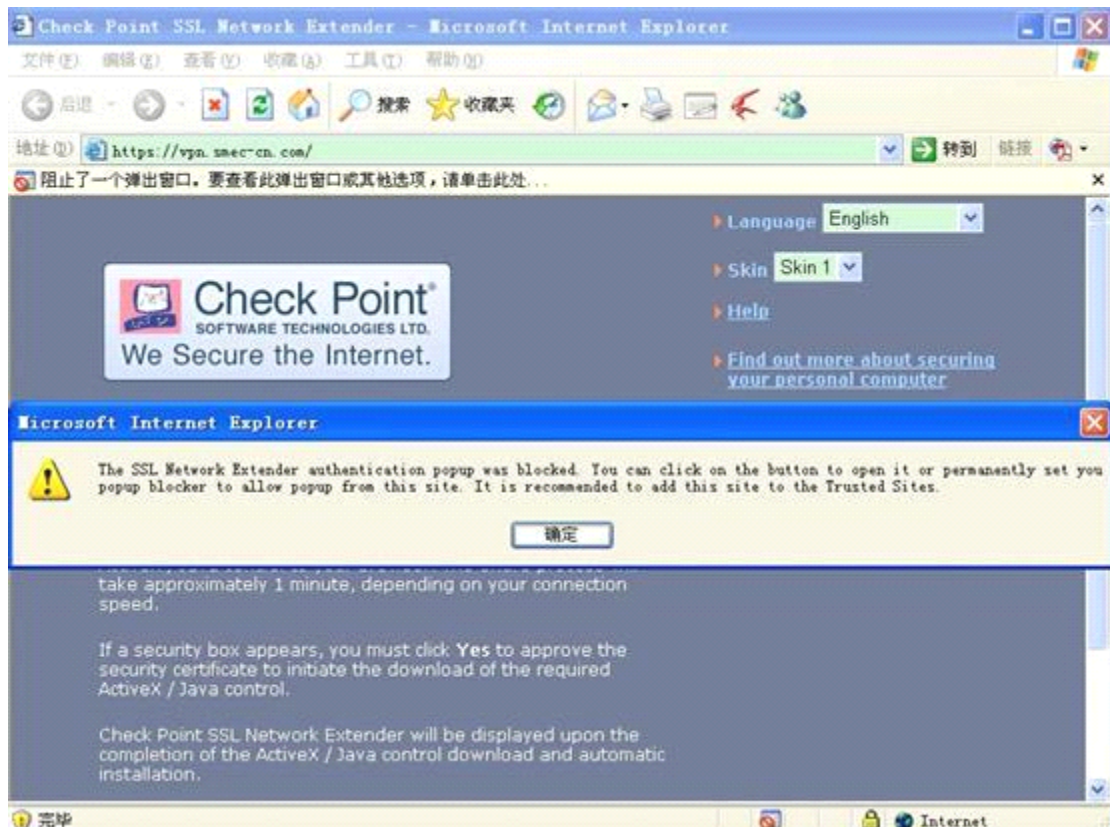 Check Point SSL Network Extender - Microsoft Internet Explorer
文件(F) 编辑(E) 查看(V) 收藏(A) 工具(T) 帮助(H)
后退 搜索 收藏夹
地址(D) https://vpn.smec-cn.com/ 转到 链接
阻止了一个弹出窗口。要查看此弹出窗口或其他选项，请单击此处...
Language English
Skin 1
Skin
Help
Find out more about securing
your personal computer
Check Point
SOFTWARE TECHNOLOGIES LTD.
We Secure the Internet.
Microsoft Internet Explorer
The SSL Network Extender authentication popup was blocked. You can click on the button to open it or permanently set you
popup blocker to allow popup from this site. It is recommended to add this site to the Trusted Sites.
确定
take approximately 1 minute, depending on your connection
speed.
If a security box appears, you must click Yes to approve the
security certificate to initiate the download of the required
ActiveX / Java control.
Check Point SSL Network Extender will be displayed upon the
completion of the ActiveX / Java control download and automatic
installation.
完毕 Internet